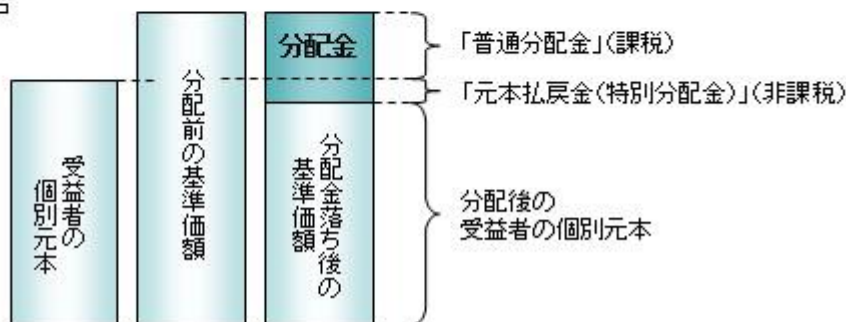 受益者の
個別元本
分配前の基準価額
分配金
分配金落ち後の
基準価額
「普通分配金」(課税)
「元本払戻金(特別分配金)」(非課税)
分配後の
受益者の個別元本